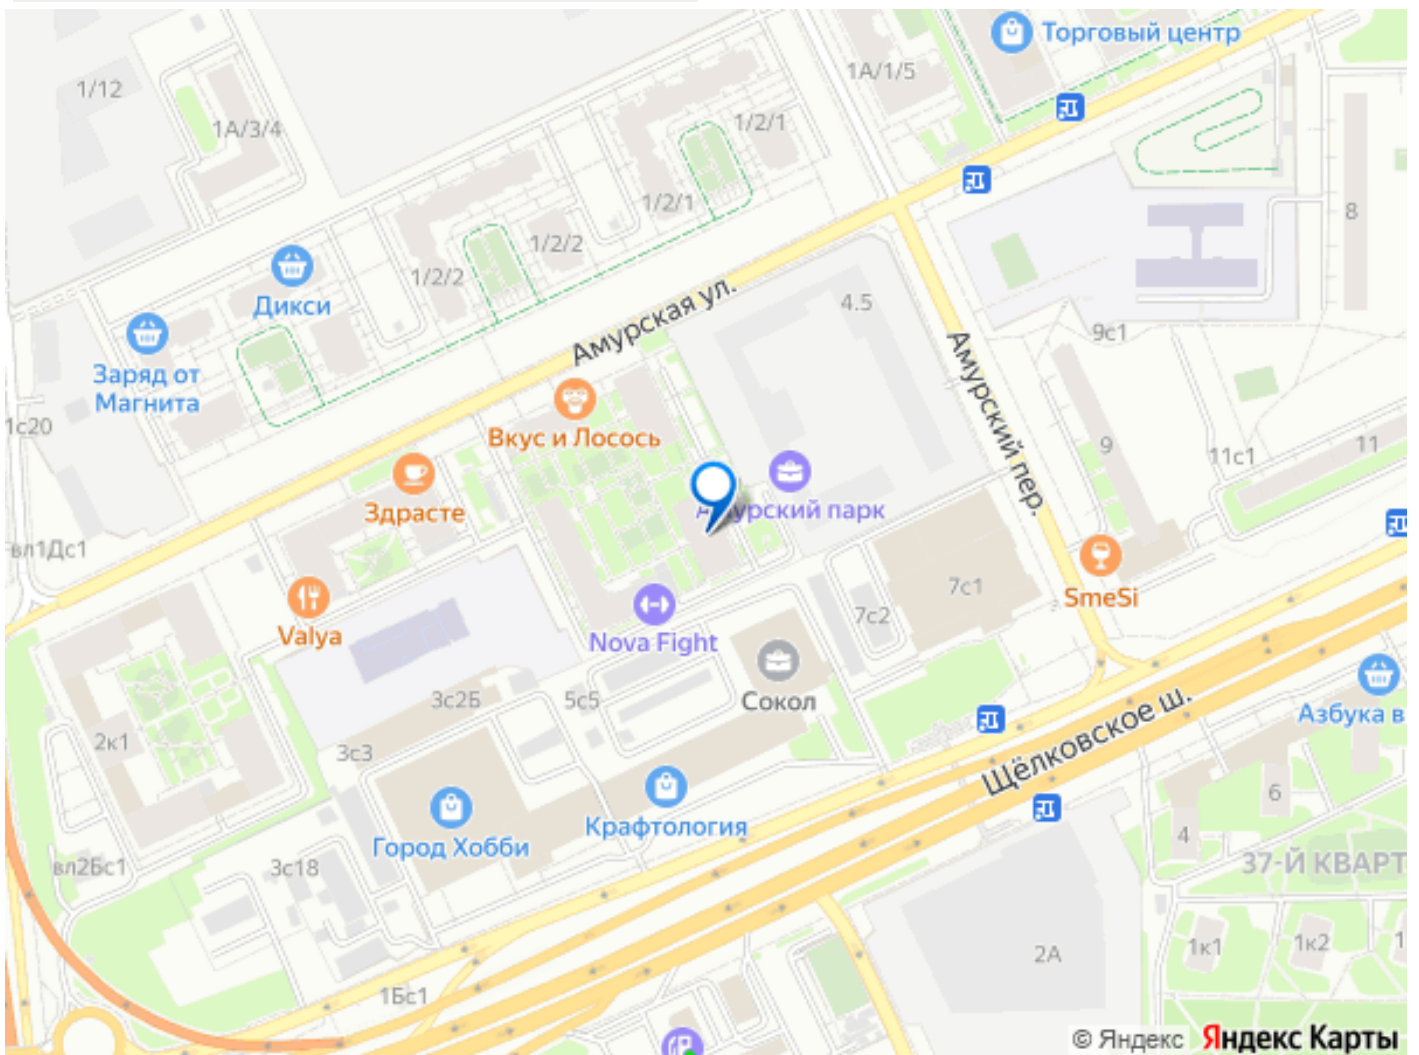 Торговый центр
1А/1/5
1/12
1А/3/4
1/2/1
1/2/1
8
1/2/2
1/2/2
Дикси
4.5
Амурская ул.
9с1
Амурский пер.
Заряд от
Магнита
1с20
Вкус и Лосось
9
11
11с1
Здрасте
Амурский парк
вл1Дс1
7с1
SmeSi
7с2
Valya
Nova Fight
3с2Б
5с5
Сокол
Щёлковское ш.
Азбука в
2к1
3с3
6
Крафтология
4
Город Хобби
вл2Бс1
3с18
37-Й КВАРТ
1к1
1к2
1
2А
1Бс1
© Яндекс Яндекс Карты